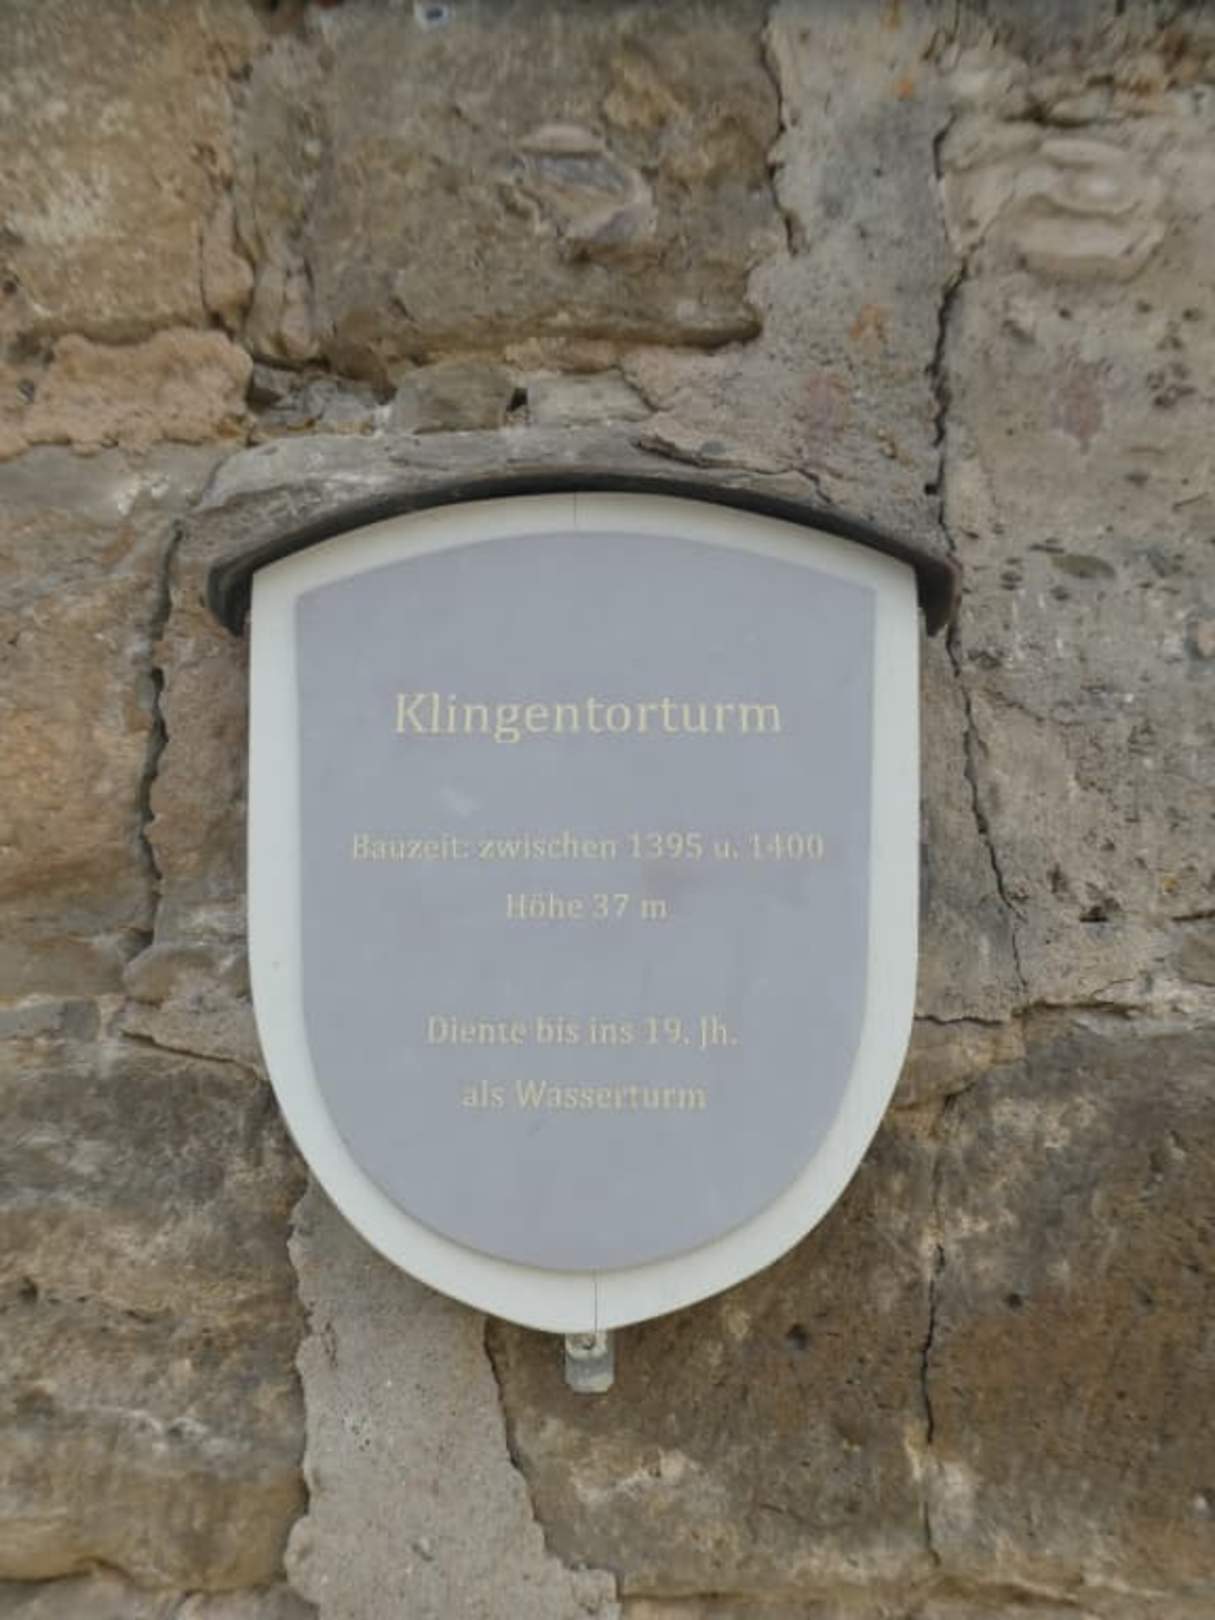 Klingentorturm
Bauzeit: zwischen 1395 u. 1400
Höhe 37 m
Diente bis ins 19. Jh.
als Wasserturm